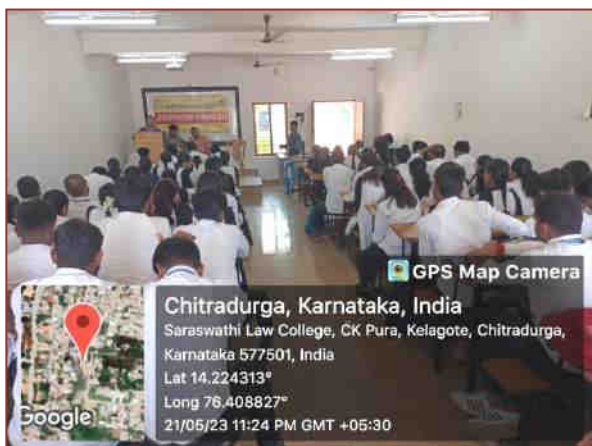 GPS Map Camera
Chitradurga, Karnataka, India
Saraswathi Law College, CK Pura, Kelagote, Chitradurga,
Karnataka 577501, India
Lat 14.224313°
Long 76.408827°
21/05/23 11:24 PM GMT +05:30
Google